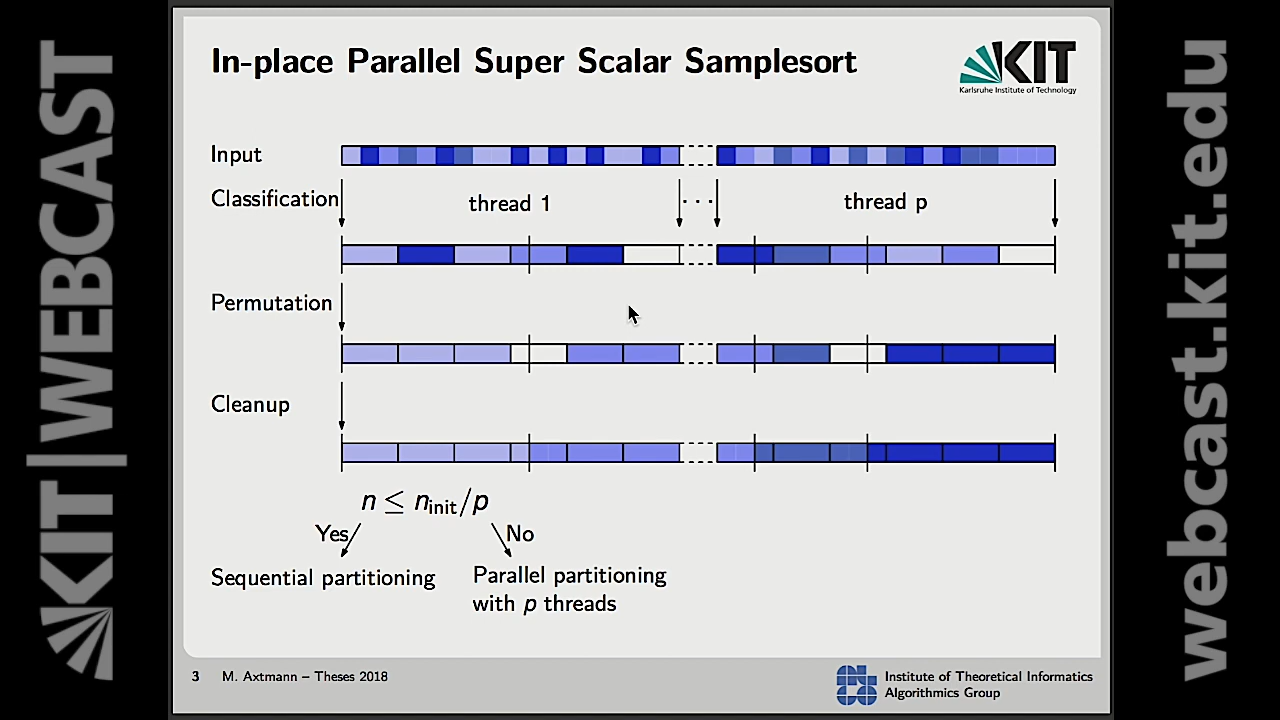 KIT|WEBCAST
In-place Parallel Super Scalar Samplesort
KIT
Karlsruhe Institute of Technology
Input
Classification
thread 1
· · ·
thread p
Permutation
Cleanup
n ≤ n_init/p
Yes
No
Sequential partitioning
Parallel partitioning
with p threads
3 M. Axtmann – Theses 2018
Institute of Theoretical Informatics
Algorithmics Group
webcast.kit.edu